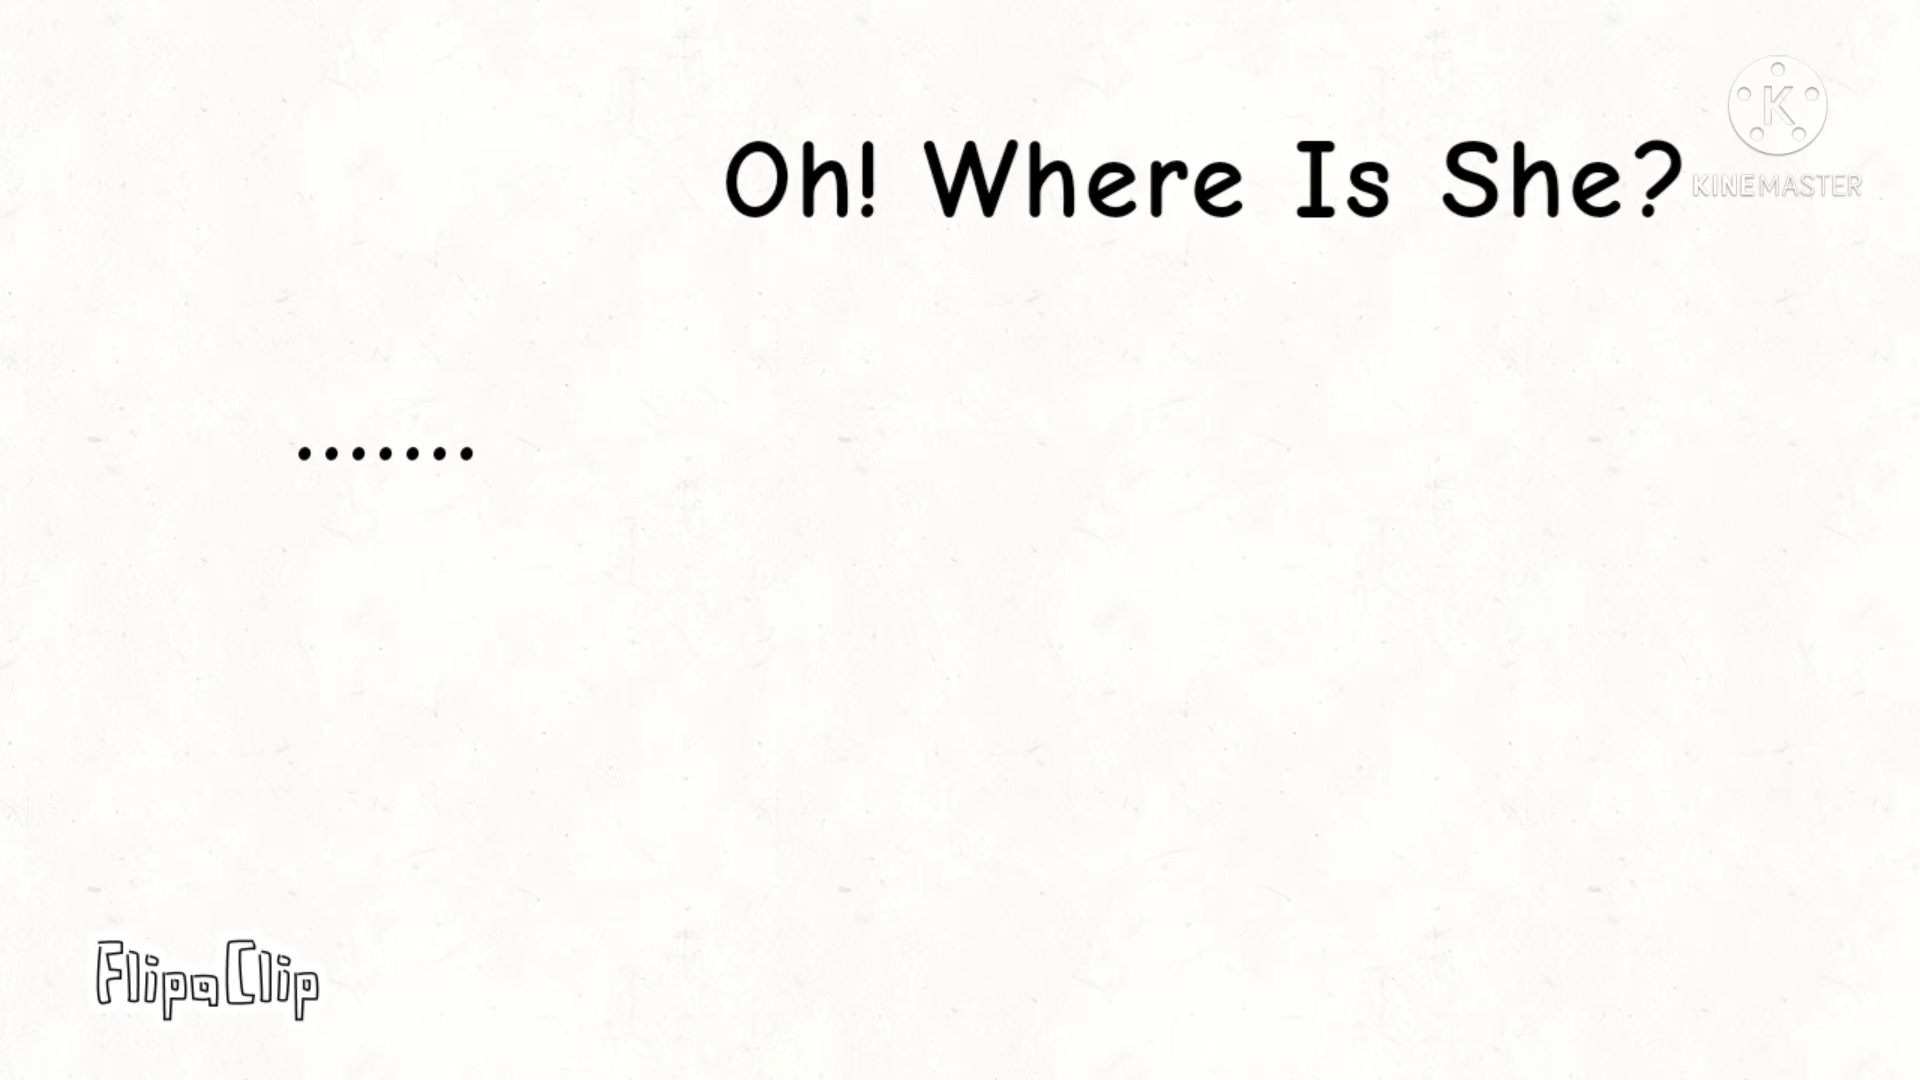 K
Oh! Where Is She?
KINEMASTER
.......
FlipaClip